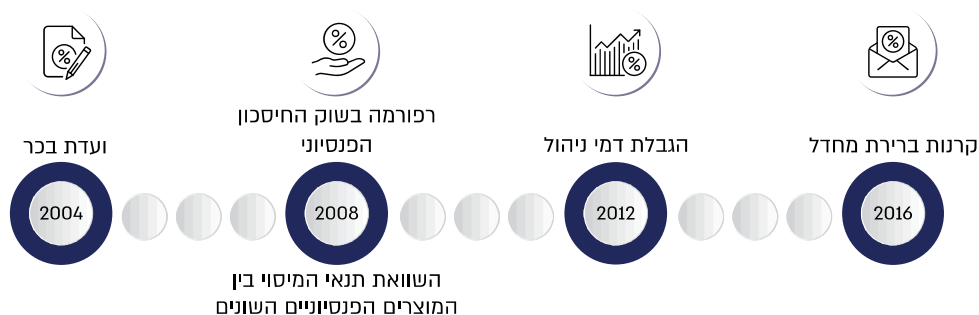 ועדת בכר
2004
רפורמה בשוק החיסכון
הפנסיוני
2008
השוואת תנאי המיסוי בין
המוצרים הפנסיוניים השונים
הגבלת דמי ניהול
2012
קרנות ברירת מחדל
2016